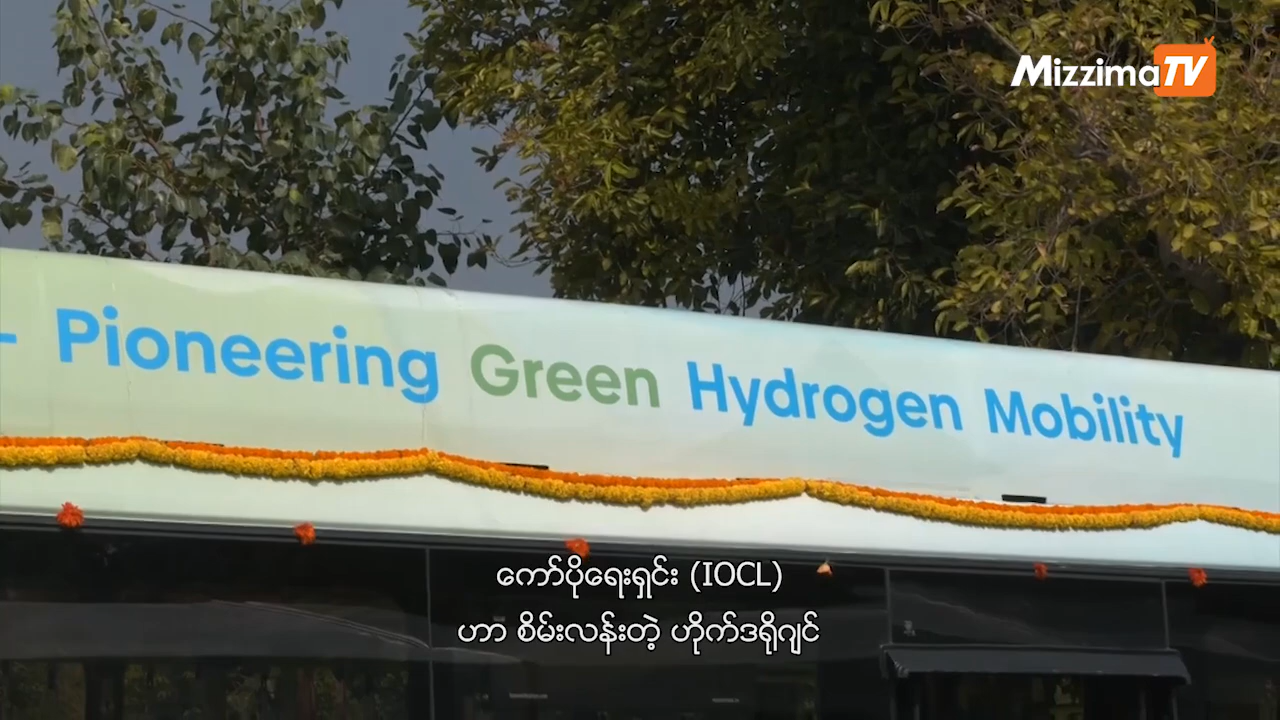 MizzimaTV
- Pioneering Green Hydrogen Mobility
ကော်ပိုရေးရှင်း (IOCL)
ဟာ စိမ်းလန်းတဲ့ ဟိုက်ဒရိုဂျင်